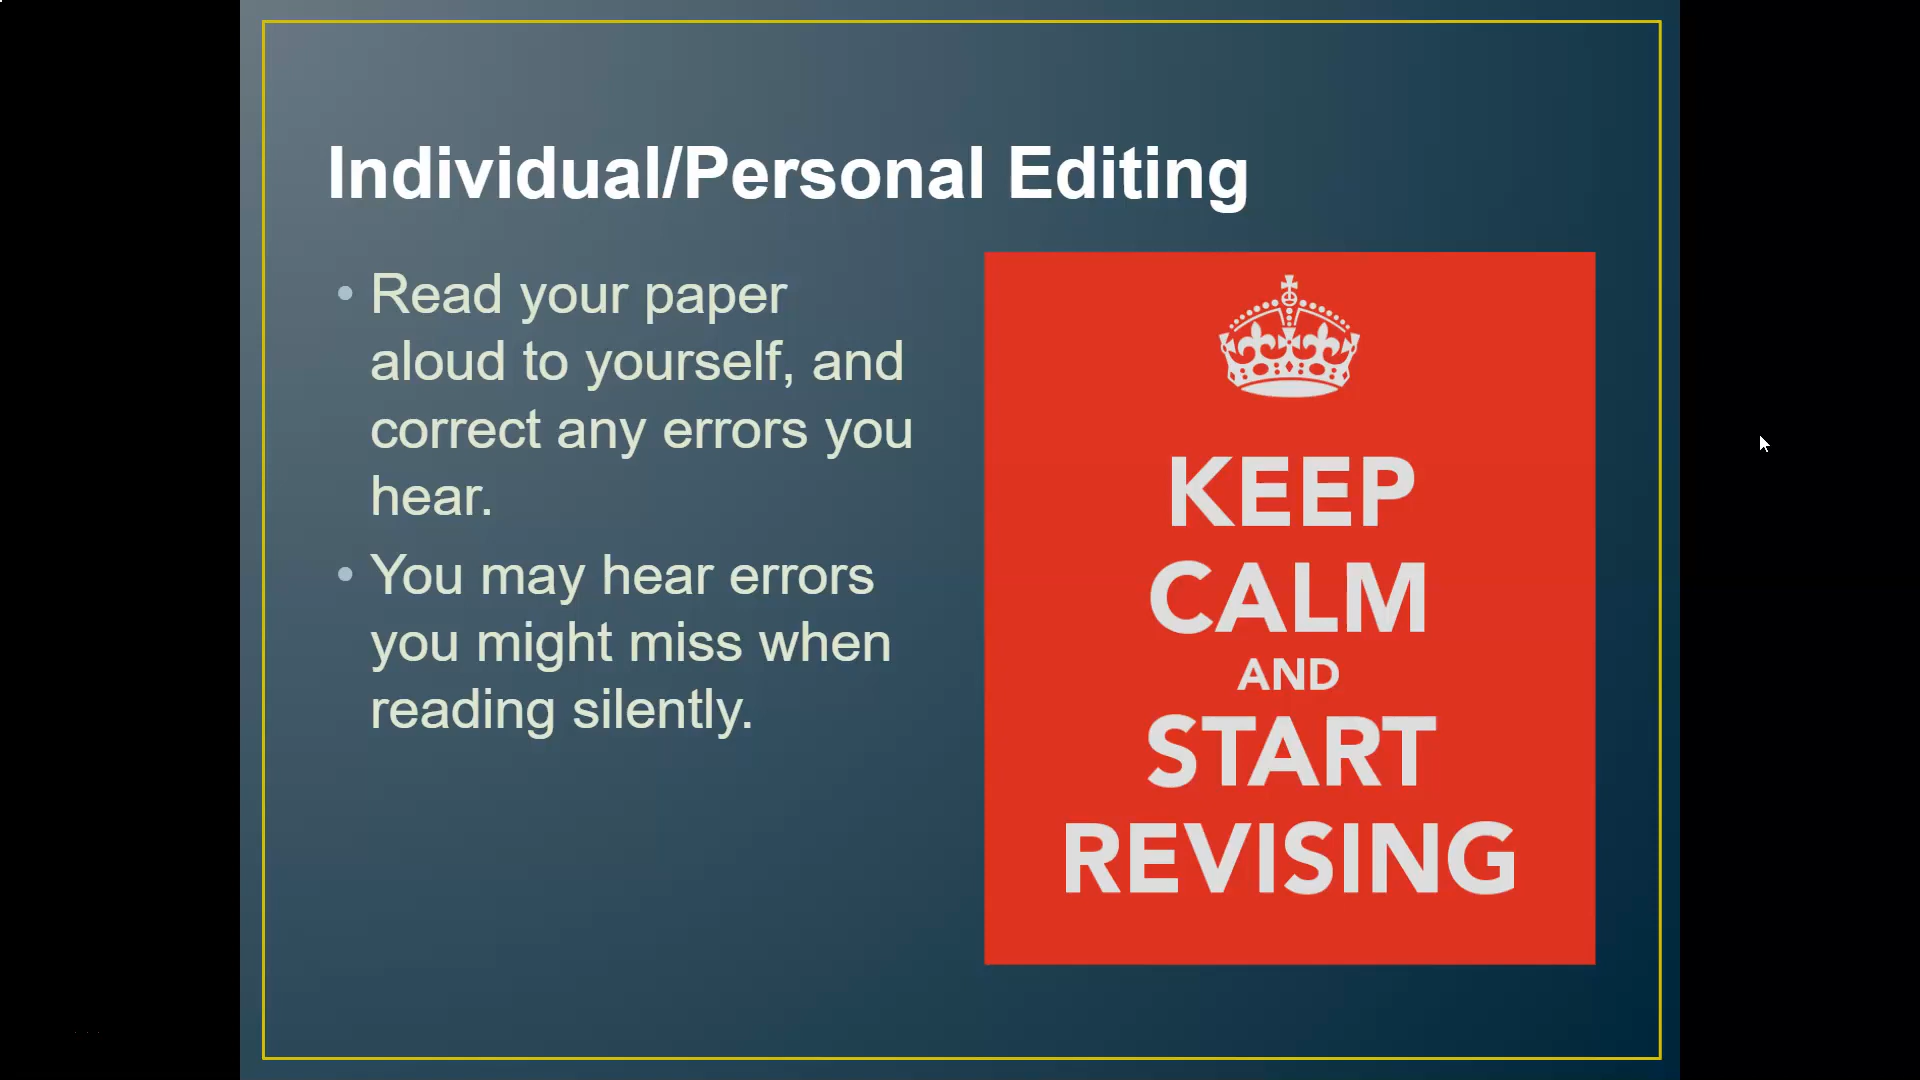 Individual/Personal Editing
• Read your paper
aloud to yourself, and
correct any errors you
hear.
• You may hear errors
you might miss when
reading silently.
KEEP
CALM
AND
START
REVISING